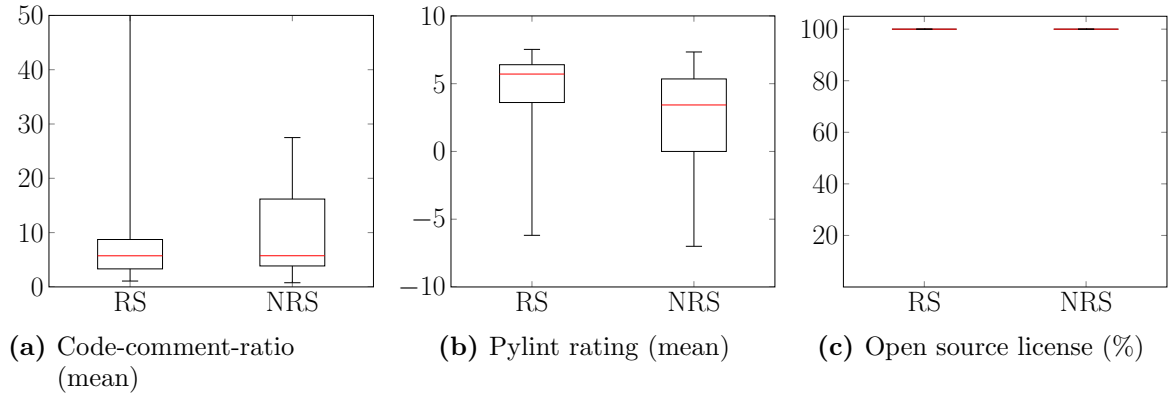 50
40
30
20
10
0
RS
NRS
(a) Code-comment-ratio
(mean)
10
5
0
−5
−10
RS
NRS
(b) Pylint rating (mean)
100
80
60
40
20
RS
NRS
(c) Open source license (%)